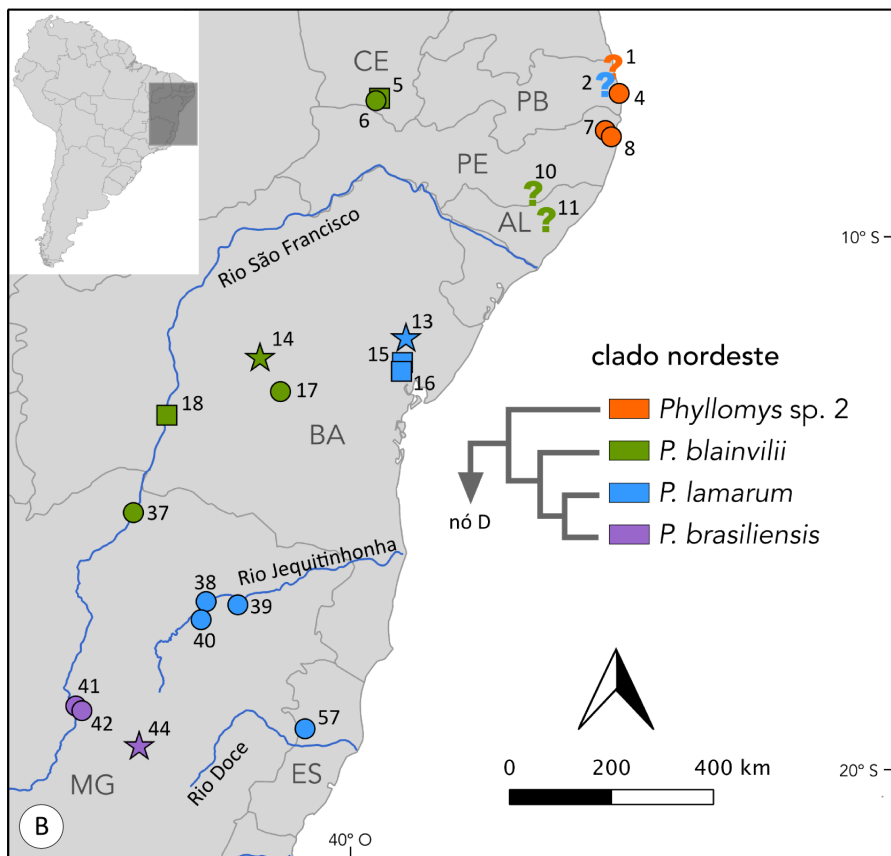 CE
5
6
PB
? 1
2 ?
4
7
8
PE
10
?
? 11
AL
Rio São Francisco
10° S
14
13
15
16
17
18
BA
clado nordeste
Phyllomys sp. 2
P. blainvilii
P. lamarum
P. brasiliensis
nó D
37
Rio Jequitinhonha
38
39
40
41
42
44
57
MG
Rio Doce
ES
0 200 400 km
20° S
B
40° O